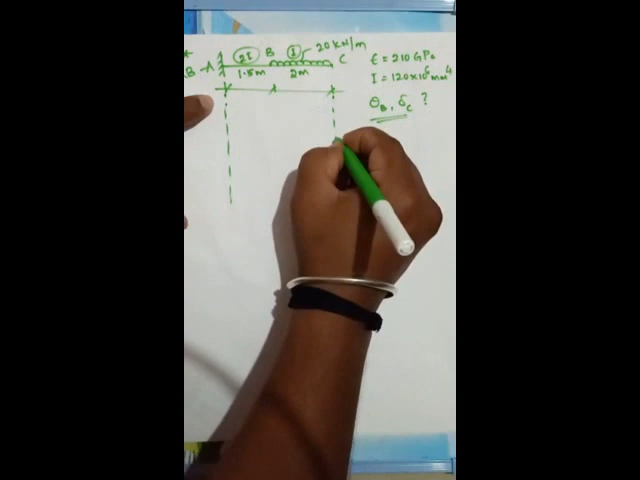 2I B I 20 KN/m
B - A C
1.5m 2m
E = 210 GPa
I = 120×10⁶ mm⁴
θB, δC ?